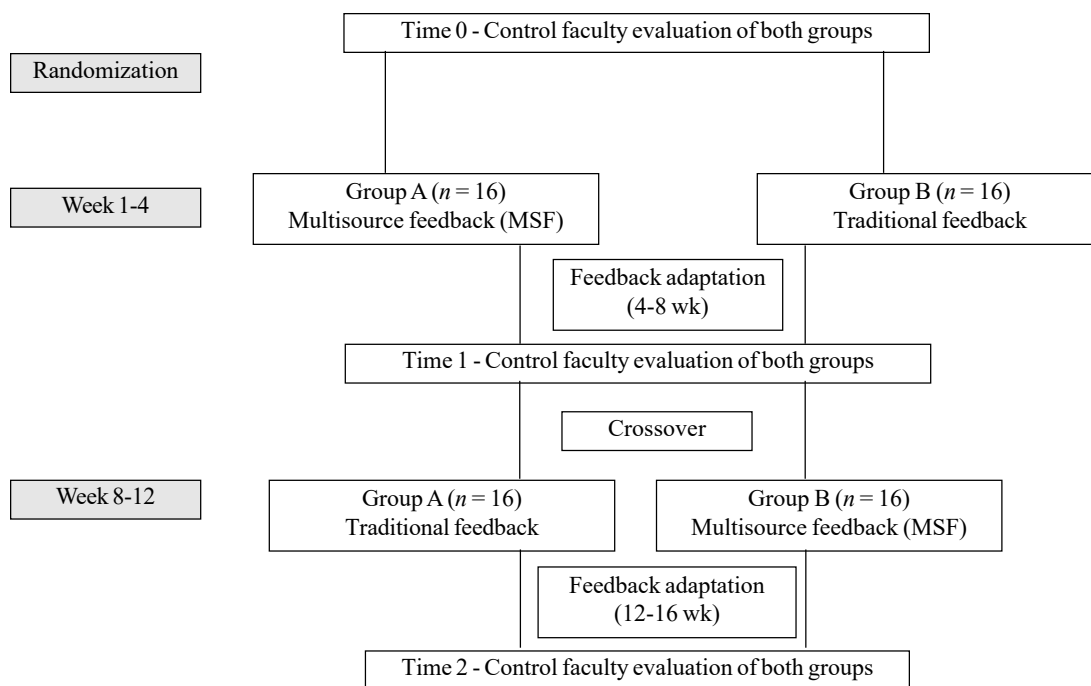 Time 0 - Control faculty evaluation of both groups
Randomization
Week 1-4
Group A (n = 16)
Multisource feedback (MSF)
Group B (n = 16)
Traditional feedback
Feedback adaptation
(4-8 wk)
Time 1 - Control faculty evaluation of both groups
Crossover
Week 8-12
Group A (n = 16)
Traditional feedback
Group B (n = 16)
Multisource feedback (MSF)
Feedback adaptation
(12-16 wk)
Time 2 - Control faculty evaluation of both groups